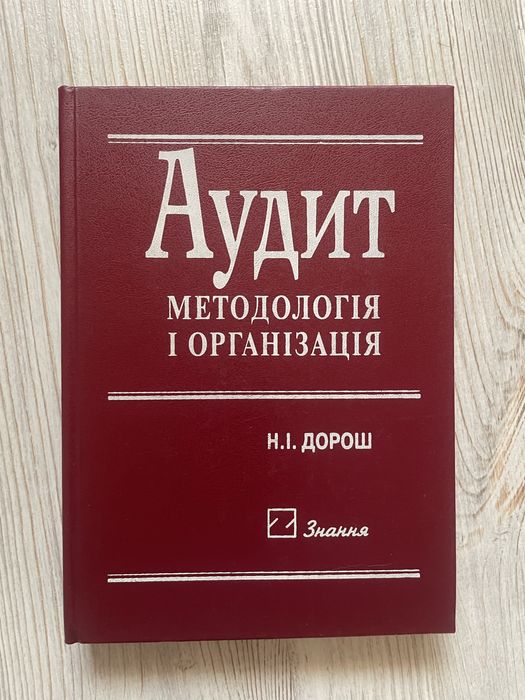 Аудит
МЕТОДОЛОГІЯ
І ОРГАНІЗАЦІЯ
Н.І. ДОРОШ
Знання